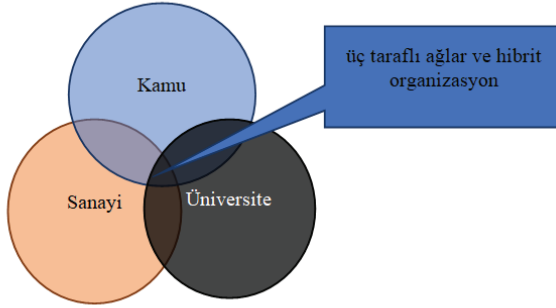 üç taraflı ağlar ve hibrit
organizasyon
Kamu
Sanayi
Üniversite